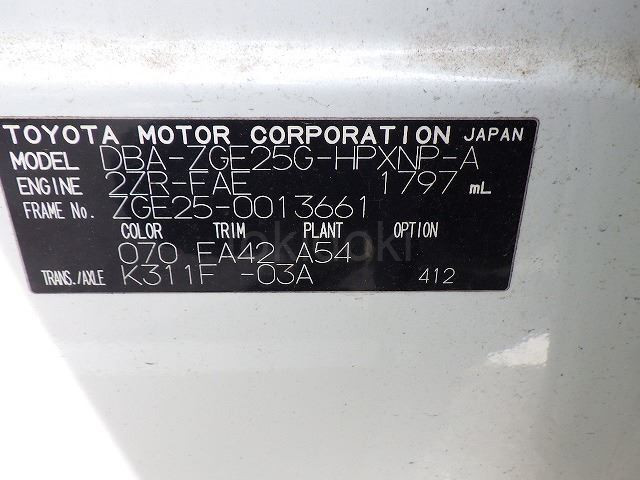 TOYOTA MOTOR CORPORATION JAPAN
MODEL DBA-ZGE25G-HPXNP-A
ENGINE 2ZR-FAE 1797 mL
FRAME No. ZGE25-0013661
COLOR TRIM PLANT OPTION
070 FA42 A54
TRANS./AXLE K311F -03A 412